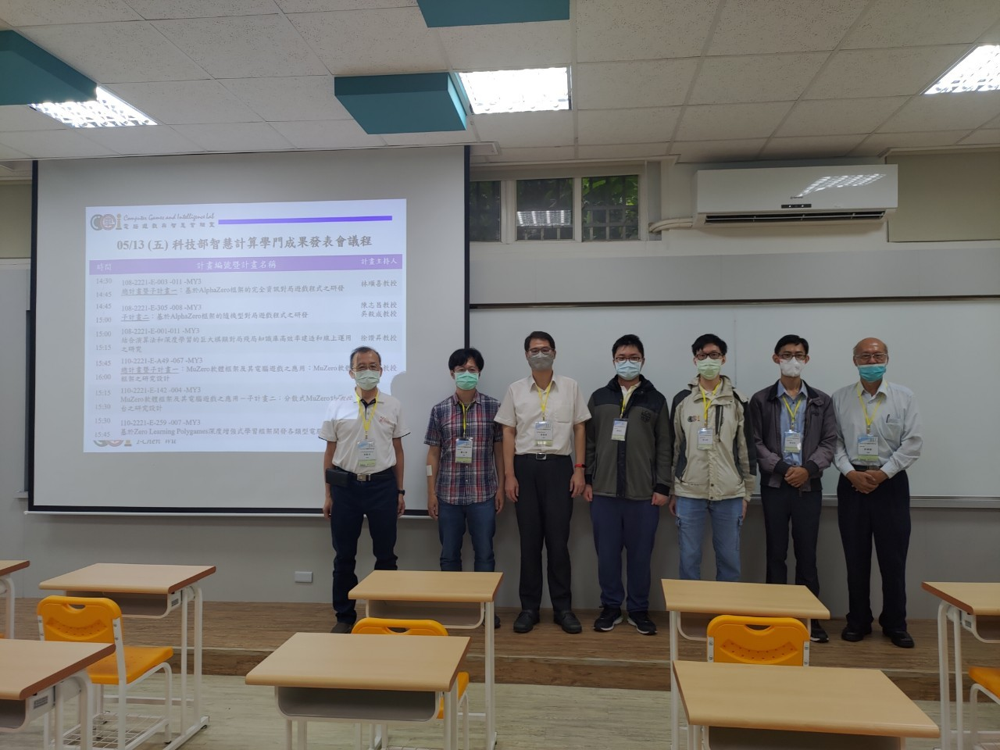 CGI Computer Games and Intelligence Lab
電腦遊戲與智慧實驗室
05/13 (五) 科技部智慧計算學門成果發表會議程
時間 計畫編號暨計畫名稱 計畫主持人
14:30
14:45
108-2221-E-001-011-MY3
總計畫暨子計畫一：基於AlphaZero框架的完全資訊對局遊戲程式之研發
林順喜教授
14:45
15:00
108-2221-E-305-008-MY3
子計畫二：基於AlphaZero框架的隨機型對局遊戲程式之研發
陳志昌教授
吳毅成教授
15:00
15:15
108-2221-E-001-011-MY3
結合演算法和深度學習的巨大棋類對局殘局知識庫高效率建造和線上運用
之研究
徐讚昇教授
15:45
16:00
110-2221-E-A49-067-MY3
總計畫暨子計畫一：MuZero軟體框架及其電腦遊戲之應用：MuZero軟體
框架之研究設計
教授
15:15
15:30
110-2221-E-142-004-MY3
MuZero軟體框架及其電腦遊戲之應用－子計畫二：分散式MuZero
台之研究設計
15:30
15:45
110-2221-E-259-007-MY3
基於Zero Learning Polygames深度增強式學習框架開發各類型電
CGI I-Chen Wu